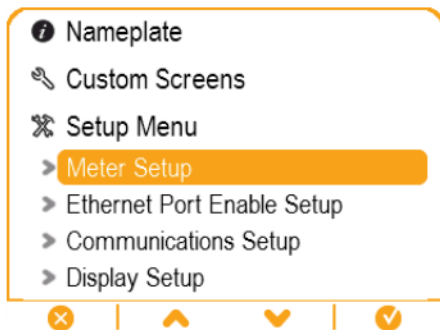 Nameplate
Custom Screens
Setup Menu
Meter Setup
Ethernet Port Enable Setup
Communications Setup
Display Setup